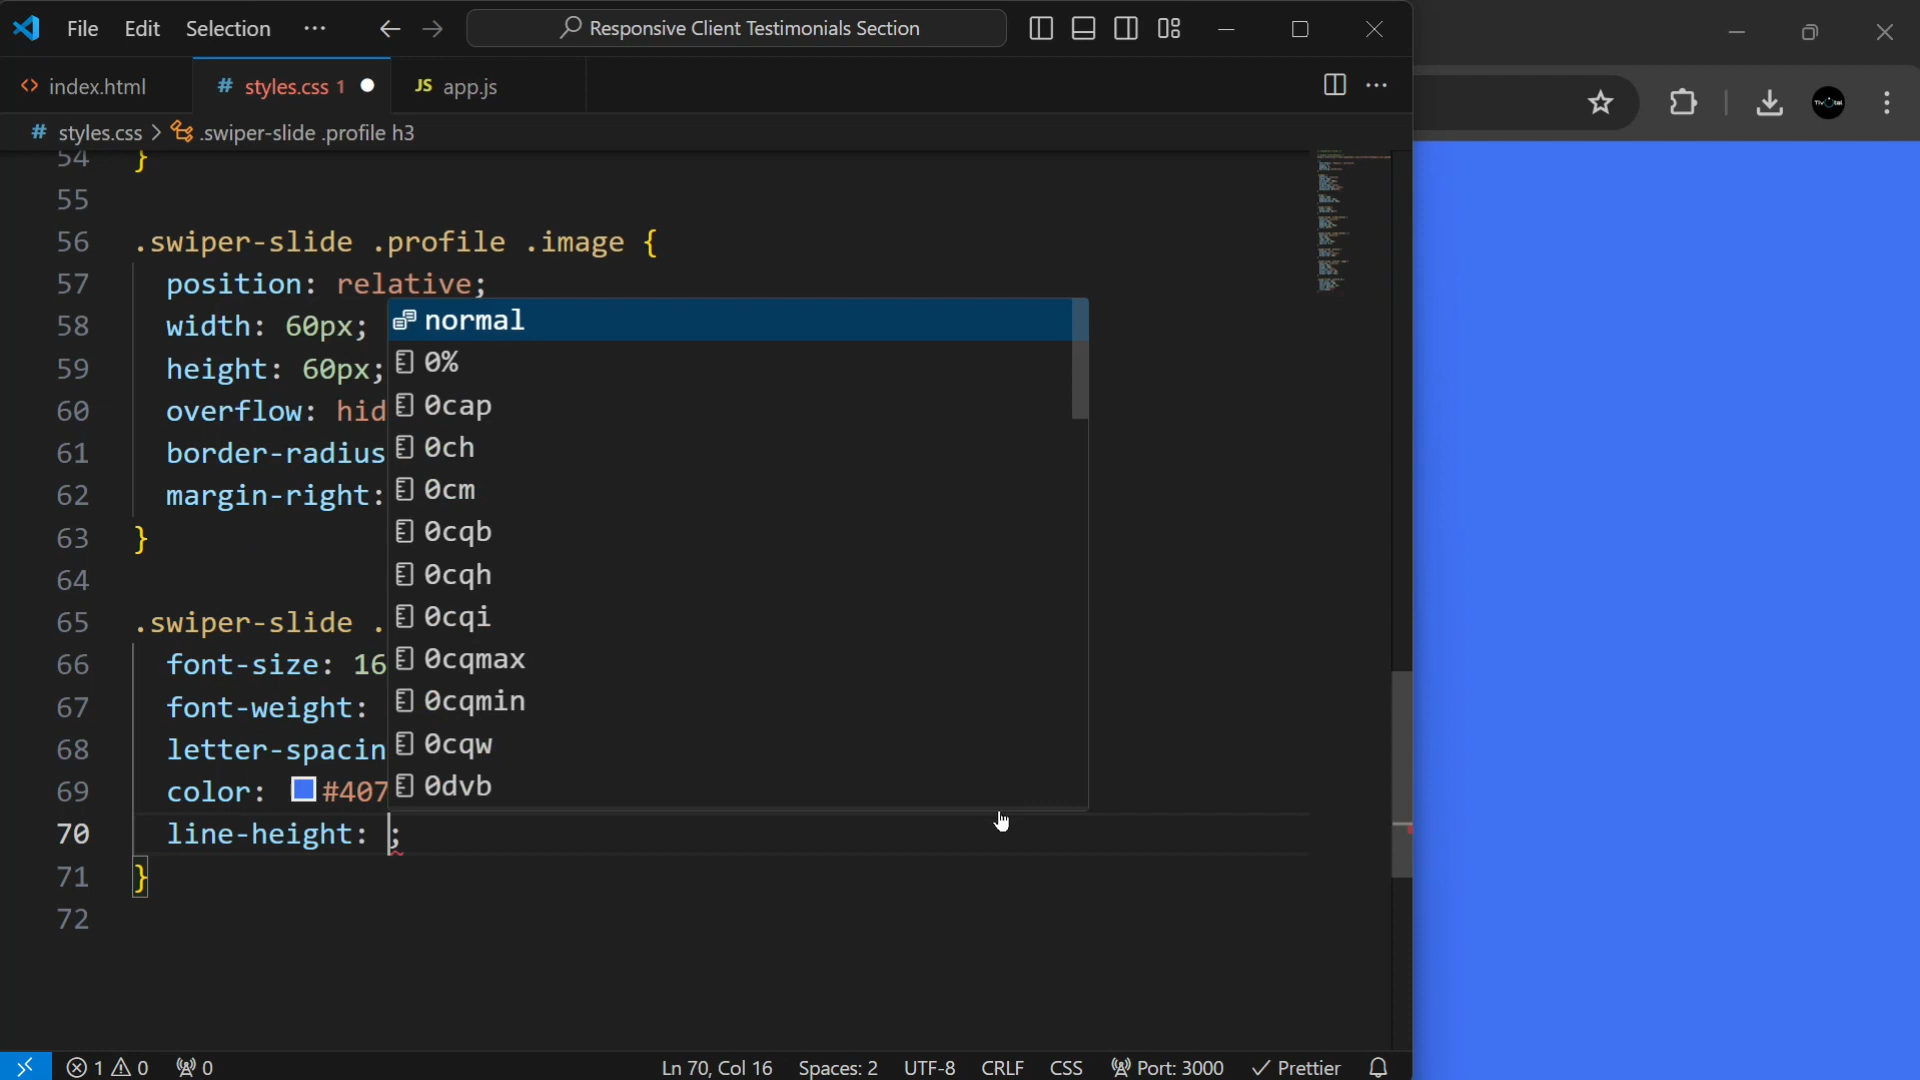 File Edit Selection ··· Responsive Client Testimonials Section
index.html # styles.css 1 JS app.js
# styles.css > .swiper-slide .profile h3
54 }
55
56 .swiper-slide .profile .image {
57 position: relative;
58 width: 60px;
59 height: 60px;
60 overflow: hid
61 border-radius
62 margin-right:
63 }
64
65 .swiper-slide .
66 font-size: 16
67 font-weight:
68 letter-spacin
69 color: #407
70 line-height: ;
71 }
72
normal
0%
0cap
0ch
0cm
0cqb
0cqh
0cqi
0cqmax
0cqmin
0cqw
0dvb
1 0 0 Ln 70, Col 16 Spaces: 2 UTF-8 CRLF CSS Port: 3000 Prettier